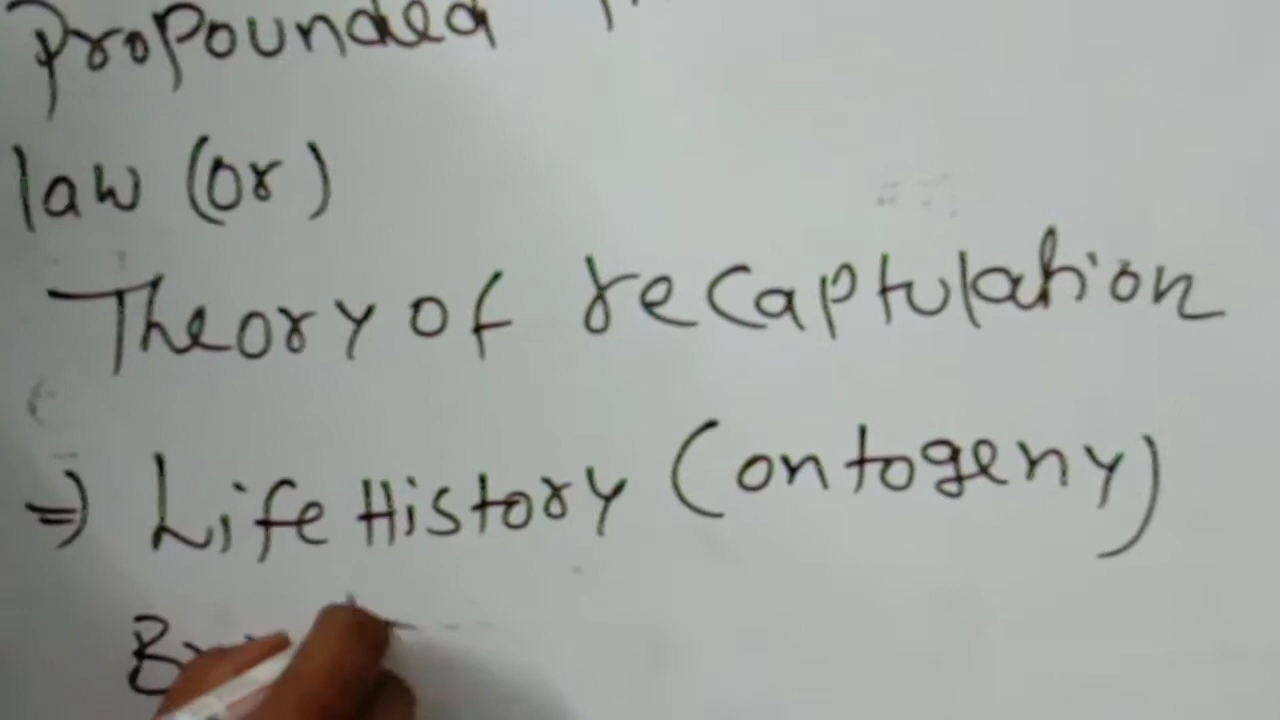 Propounded
law (or)
Theory of recaptulation
⇒ Life History (ontogeny)